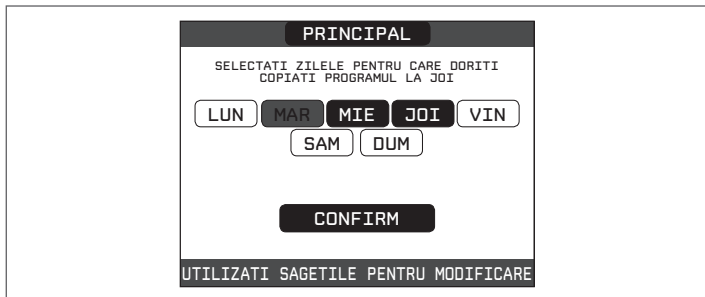 PRINCIPAL
SELECTATI ZILELE PENTRU CARE DORITI
COPIATI PROGRAMUL LA JOI
LUN MAR MIE JOI VIN
SAM DUM
CONFIRM
UTILIZATI SAGETILE PENTRU MODIFICARE